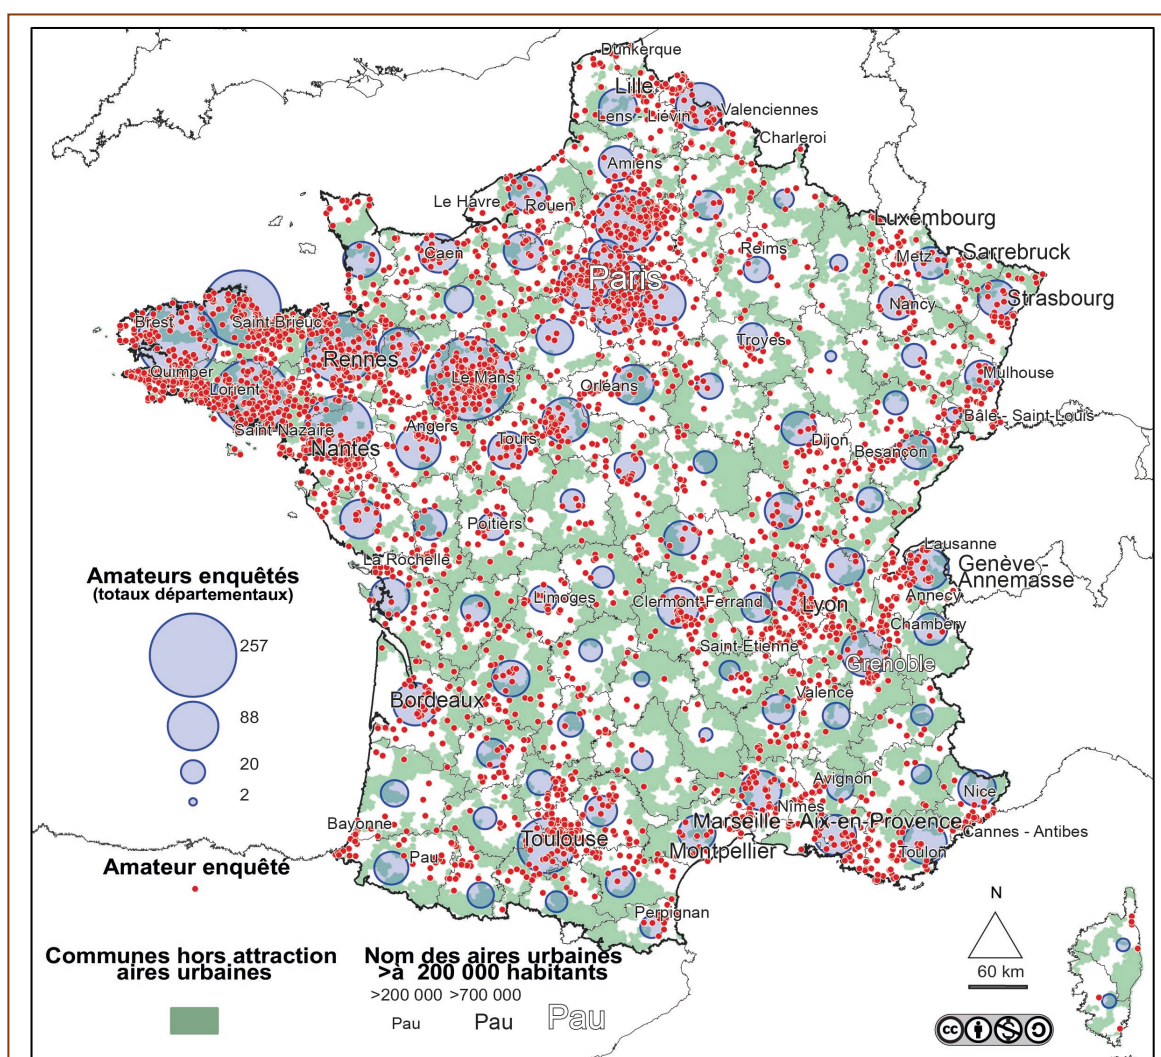 Dunkerque
Lille
Lens - Liévin
Valenciennes
Charleroi
Amiens
Le Havre
Rouen
Luxembourg
Caen
Reims
Metz
Sarrebruck
Paris
Nancy
Strasbourg
Brest
Saint-Brieuc
Rennes
Troyes
Quimper
Le Mans
Orléans
Mulhouse
Lorient
Saint-Nazaire
Angers
Bâle - Saint-Louis
Nantes
Tours
Dijon
Besançon
Poitiers
La Rochelle
Lausanne
Genève -
Annemasse
Amateurs enquêtés
(totaux départementaux)
Limoges
Clermont-Ferrand
Lyon
Annecy
Chambéry
257
Saint-Étienne
Grenoble
Bordeaux
Valence
88
20
2
Avignon
Nîmes
Nice
Bayonne
Toulouse
Marseille - Aix-en-Provence
Cannes - Antibes
Montpellier
Toulon
Pau
Amateur enquêté
Perpignan
N
60 km
Communes hors attraction
aires urbaines
Nom des aires urbaines
>à 200 000 habitants
>200 000 >700 000
Pau Pau Pau
cc